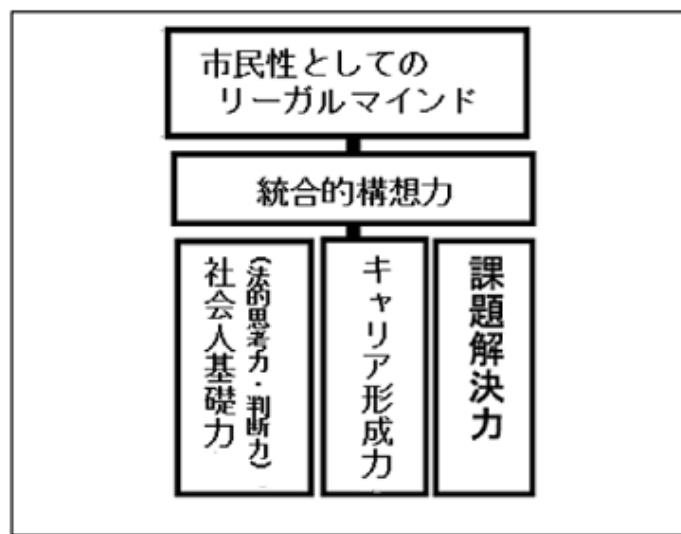 市民性としての
リーガルマインド
統合的構想力
(法的思考力・判断力)
社会人基礎力
キャリア形成力
課題解決力